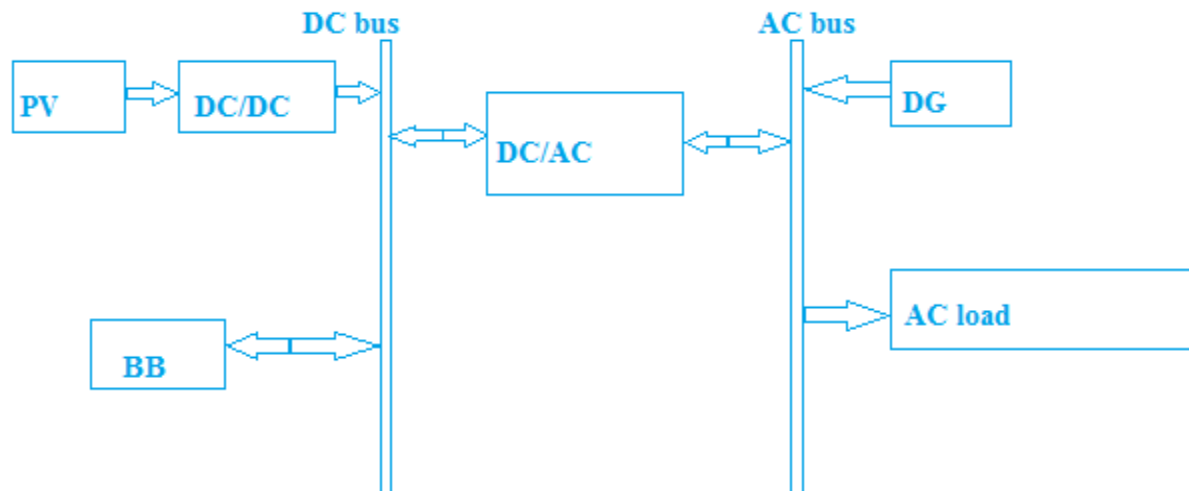 DC bus
AC bus
PV
DC/DC
DC/AC
DG
AC load
BB